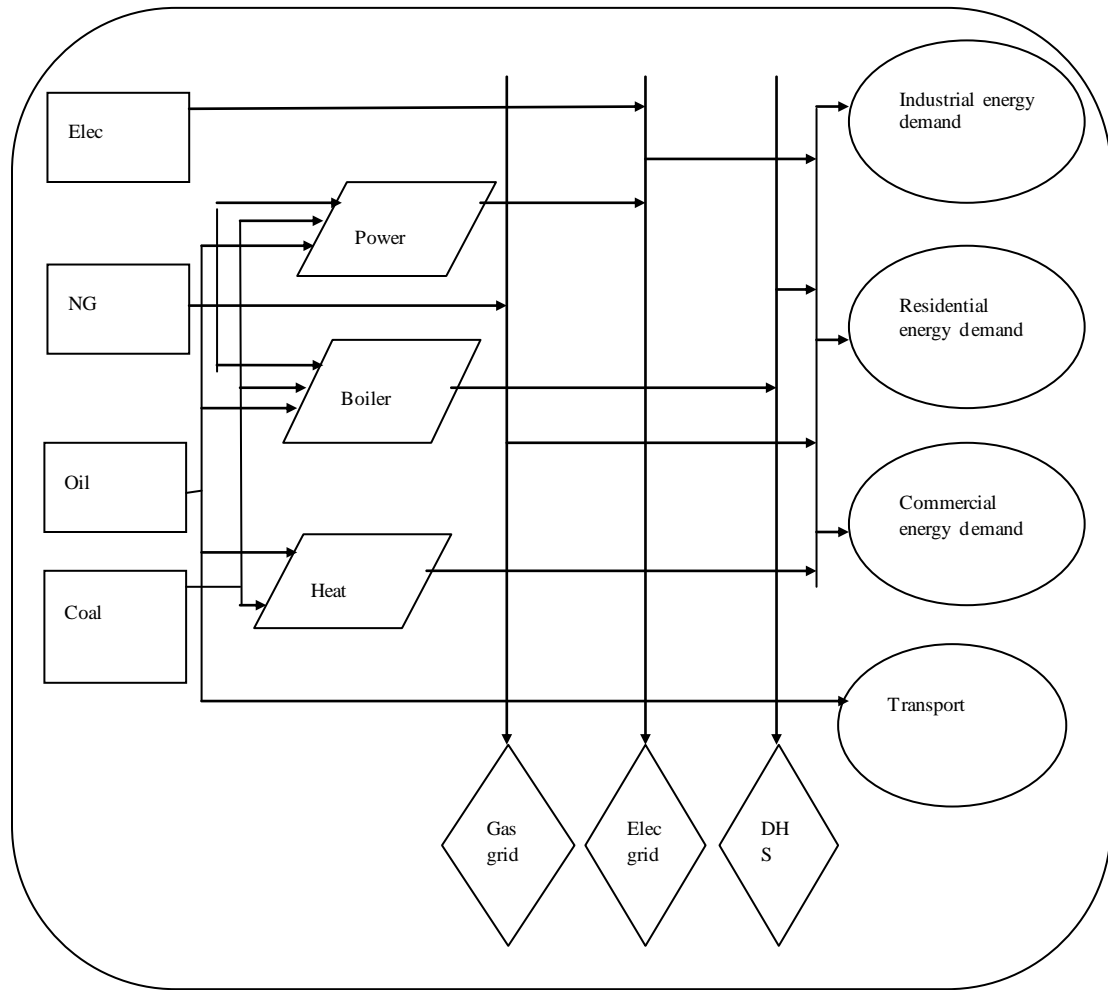 Elec
Power
NG
Boiler
Oil
Coal
Heat
Industrial energy
demand
Residential
energy demand
Commercial
energy demand
Transport
Gas
grid
Elec
grid
DH
S